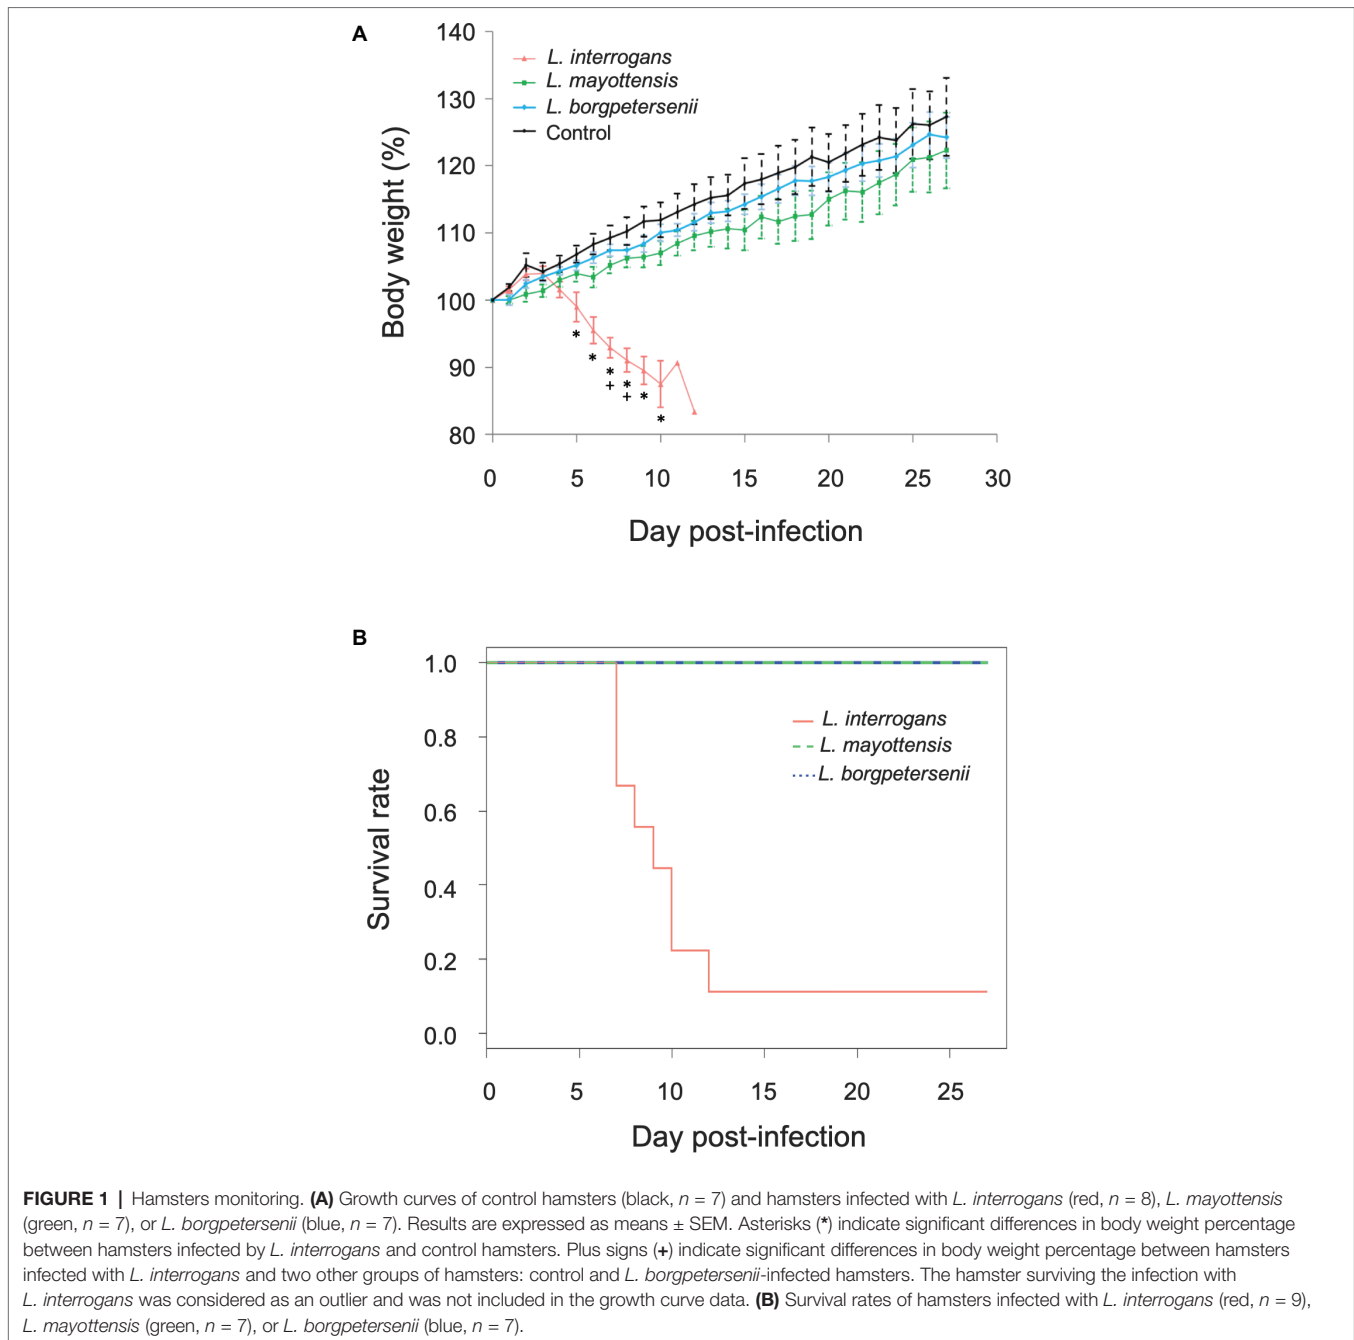 A
140
130
120
110
100
90
80
Body weight (%)
L. interrogans
L. mayottensis
L. borgpetersenii
Control
*
*
*
+
*
+
*
*
0 5 10 15 20 25 30
Day post-infection
B
1.0
0.8
0.6
0.4
0.2
0.0
Survival rate
L. interrogans
L. mayottensis
L. borgpetersenii
0 5 10 15 20 25
Day post-infection
FIGURE 1 | Hamsters monitoring. (A) Growth curves of control hamsters (black, n = 7) and hamsters infected with L. interrogans (red, n = 8), L. mayottensis
(green, n = 7), or L. borgpetersenii (blue, n = 7). Results are expressed as means ± SEM. Asterisks (*) indicate significant differences in body weight percentage
between hamsters infected by L. interrogans and control hamsters. Plus signs (+) indicate significant differences in body weight percentage between hamsters
infected with L. interrogans and two other groups of hamsters: control and L. borgpetersenii-infected hamsters. The hamster surviving the infection with
L. interrogans was considered as an outlier and was not included in the growth curve data. (B) Survival rates of hamsters infected with L. interrogans (red, n = 9),
L. mayottensis (green, n = 7), or L. borgpetersenii (blue, n = 7).